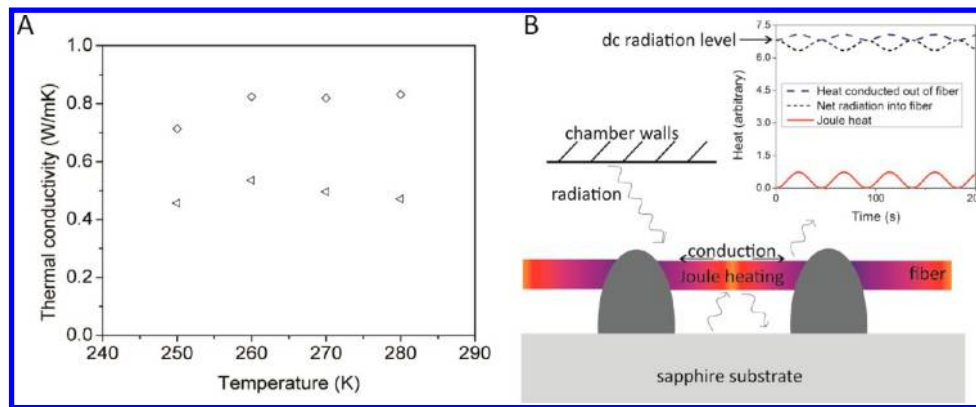 A
Thermal conductivity (W/mK)
1.0
0.8
0.6
0.4
0.2
0.0
240 250 260 270 280 290
Temperature (K)
B
dc radiation level
Heat (arbitrary)
7.5
6.0
4.5
3.0
1.5
0.0
Heat conducted out of fiber
Net radiation into fiber
Joule heat
0 100 20
Time (s)
chamber walls
radiation
conduction
Joule heating
fiber
sapphire substrate